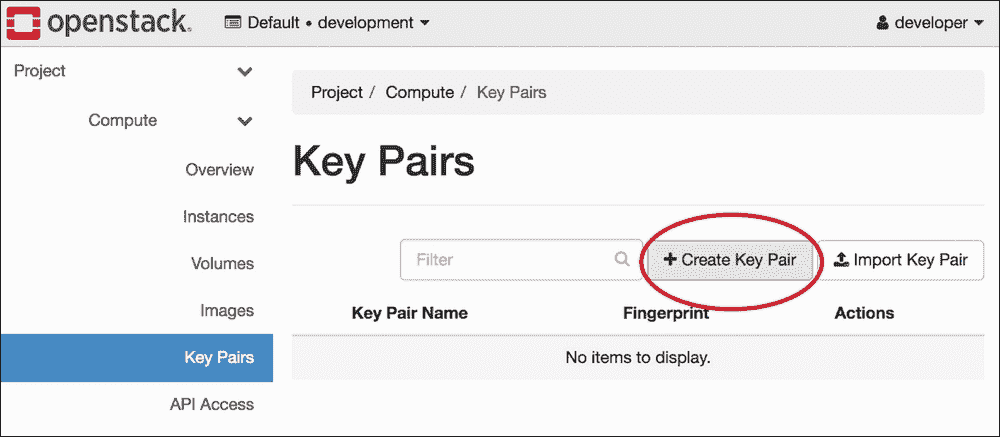 openstack.
Default • development
developer
Project
Compute
Overview
Instances
Volumes
Images
Key Pairs
API Access
Project / Compute / Key Pairs
Key Pairs
Filter
+ Create Key Pair
Import Key Pair
Key Pair Name Fingerprint Actions
No items to display.